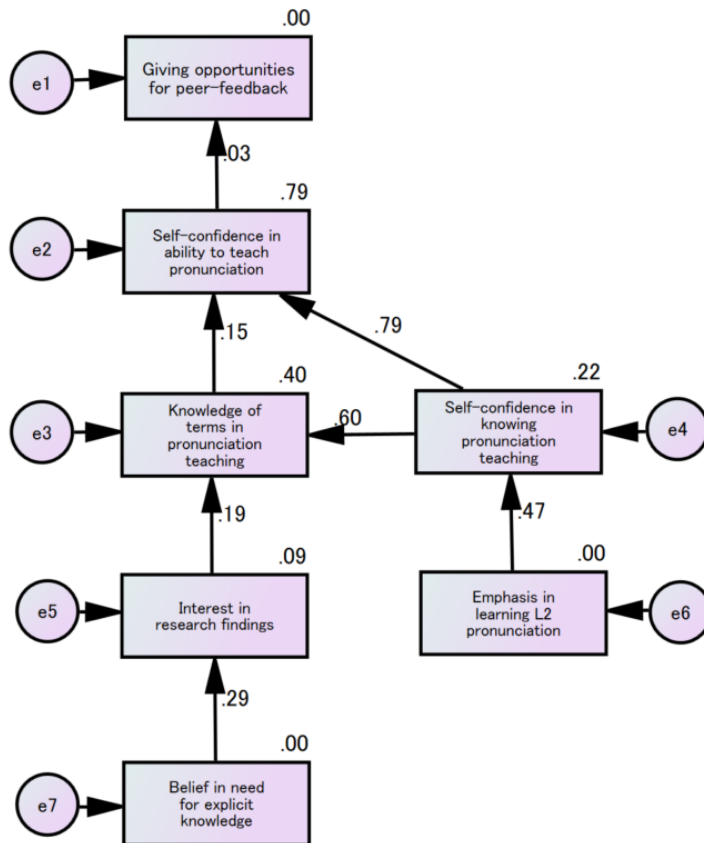 .00
e1
Giving opportunities
for peer-feedback
.03
.79
e2
Self-confidence in
ability to teach
pronunciation
.15
.79
.40
.22
e3
Knowledge of
terms in
pronunciation
teaching
.60
Self-confidence in
knowing
pronunciation
teaching
e4
.19
.47
.09
.00
e5
Interest in
research findings
Emphasis in
learning L2
pronunciation
e6
.29
.00
e7
Belief in need
for explicit
knowledge